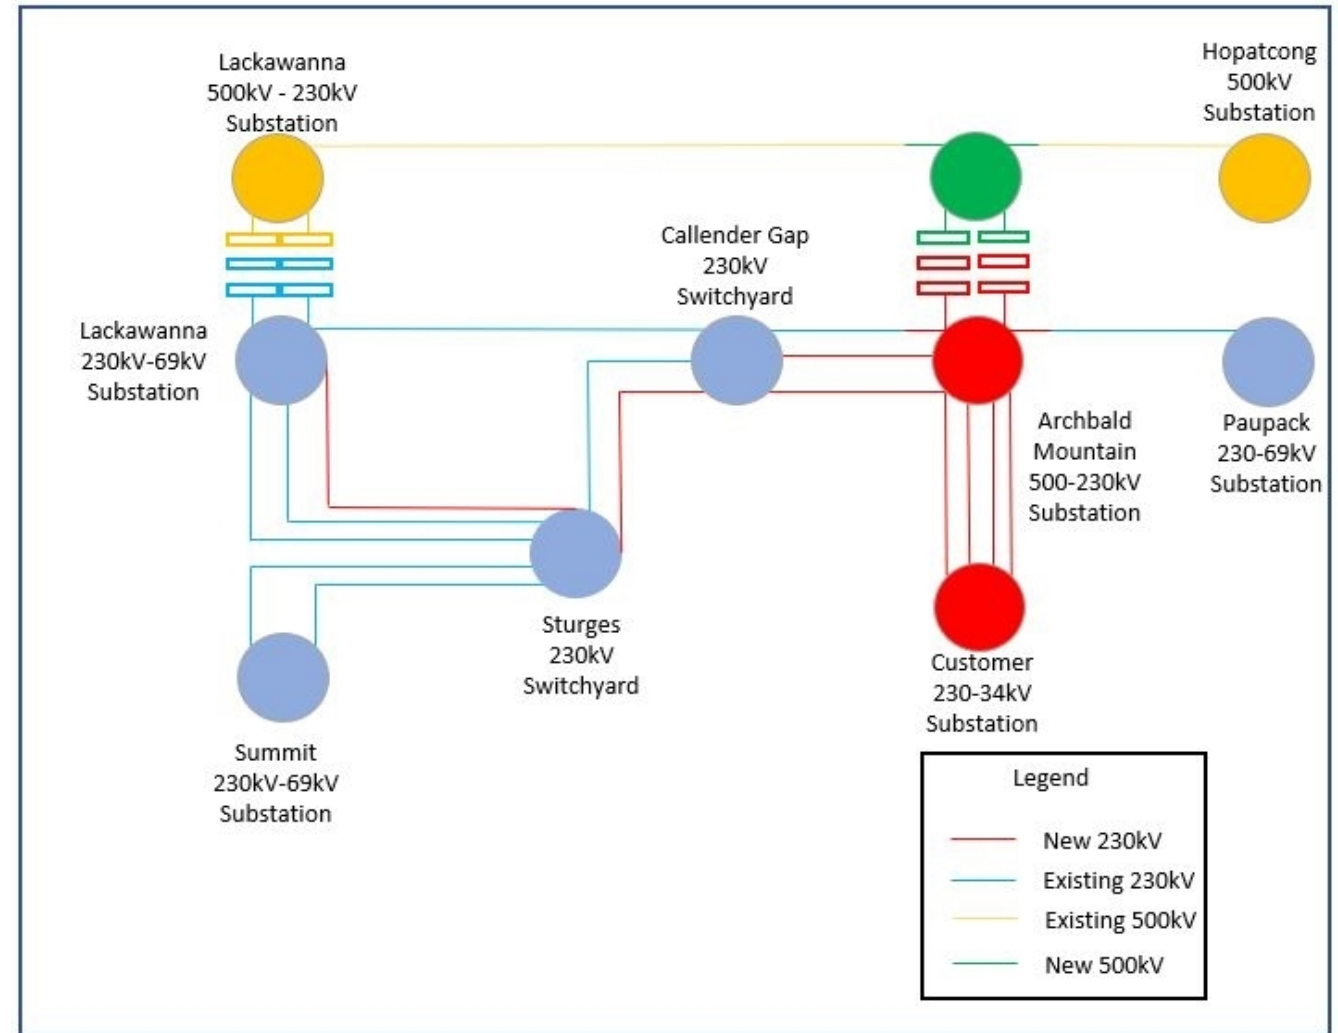 Lackawanna
500kV - 230kV
Substation
Hopatcong
500kV
Substation
Callender Gap
230kV
Switchyard
Lackawanna
230kV-69kV
Substation
Archbald
Mountain
500-230kV
Substation
Paupack
230-69kV
Substation
Sturges
230kV
Switchyard
Customer
230-34kV
Substation
Summit
230kV-69kV
Substation
Legend
New 230kV
Existing 230kV
Existing 500kV
New 500kV